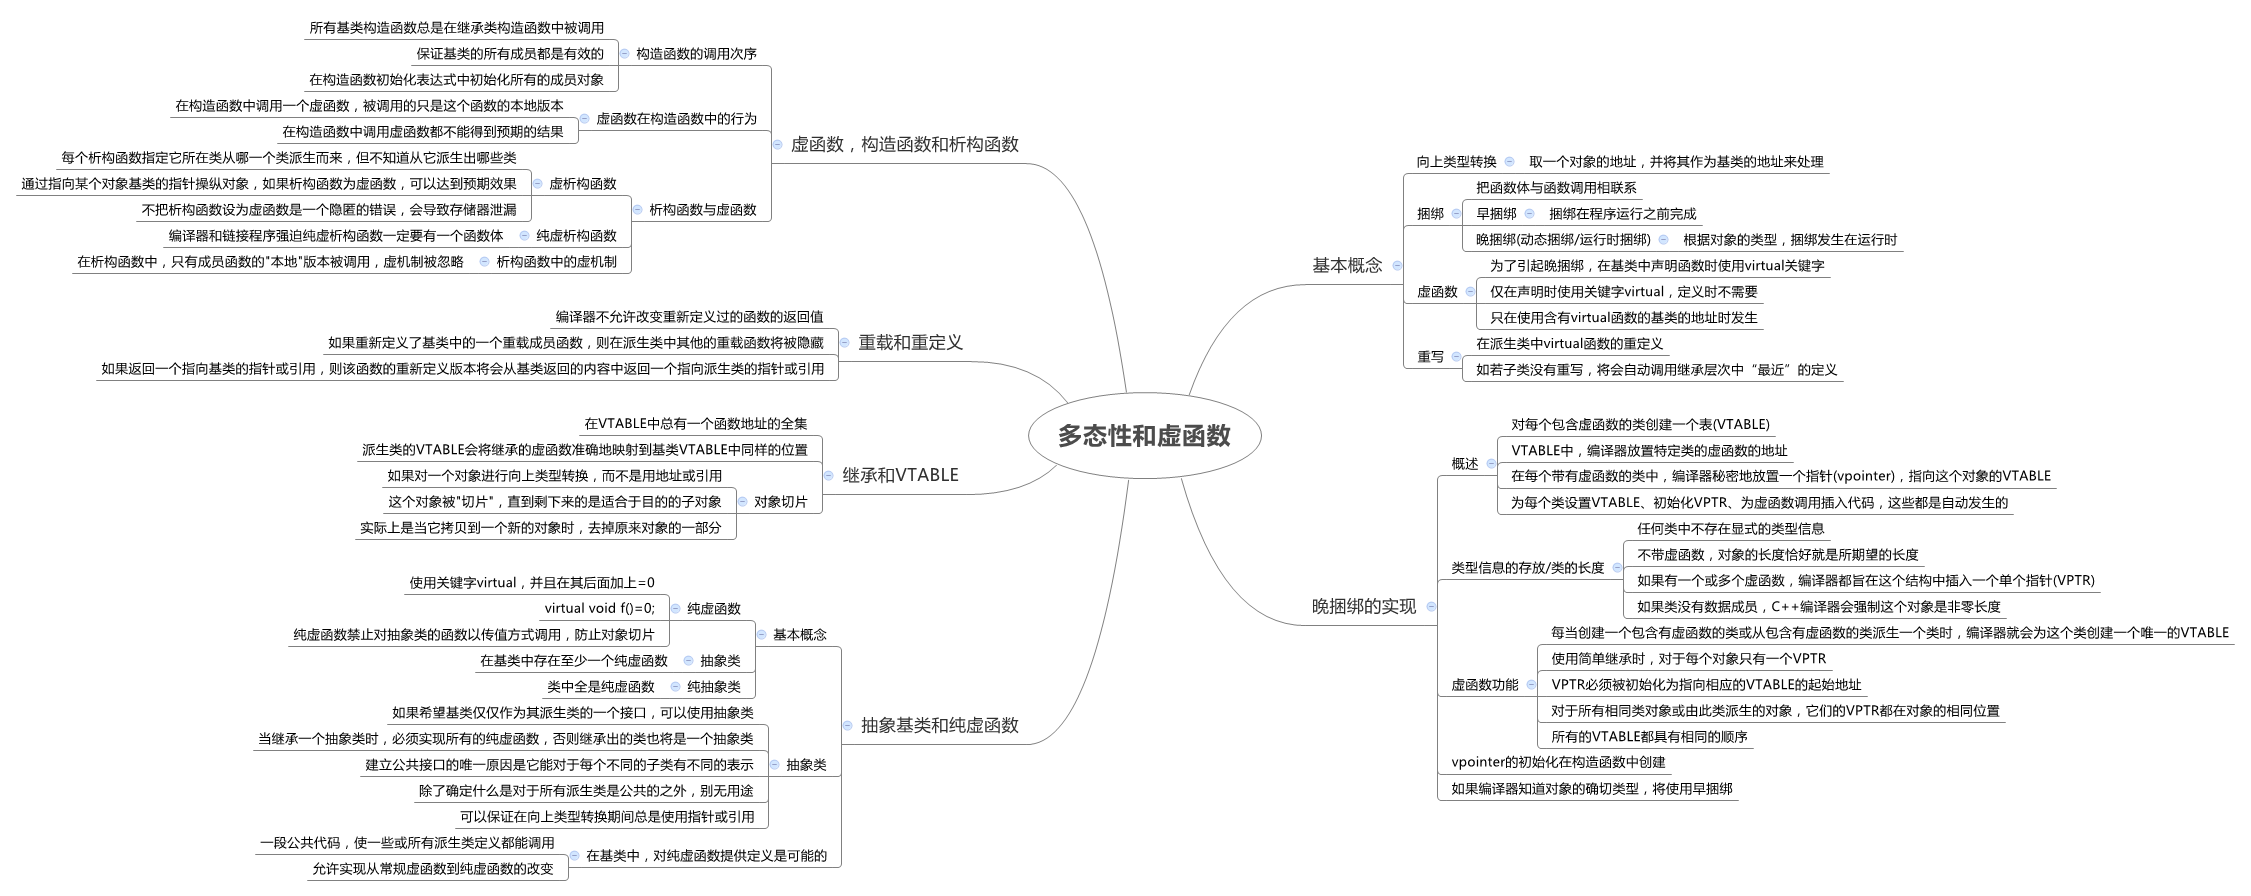 多态性和虚函数
基本概念
向上类型转换
取一个对象的地址，并将其作为基类的地址来处理
捆绑
把函数体与函数调用相联系
早捆绑
捆绑在程序运行之前完成
晚捆绑(动态捆绑/运行时捆绑)
根据对象的类型，捆绑发生在运行时
虚函数
为了引起晚捆绑，在基类中声明函数时使用virtual关键字
仅在声明时使用关键字virtual，定义时不需要
只在使用含有virtual函数的基类的地址时发生
重写
在派生类中virtual函数的重定义
如若子类没有重写，将会自动调用继承层次中“最近”的定义
晚捆绑的实现
概述
对每个包含虚函数的类创建一个表(VTABLE)
VTABLE中，编译器放置特定类的虚函数的地址
在每个带有虚函数的类中，编译器秘密地放置一个指针(vpointer)，指向这个对象的VTABLE
为每个类设置VTABLE、初始化VPTR、为虚函数调用插入代码，这些都是自动发生的
类型信息的存放/类的长度
任何类中不存在显式的类型信息
不带虚函数，对象的长度恰好就是所期望的长度
如果有一个或多个虚函数，编译器都旨在这个结构中插入一个单个指针(VPTR)
如果类没有数据成员，C++编译器会强制这个对象是非零长度
虚函数功能
每当创建一个包含有虚函数的类或从包含有虚函数的类派生一个类时，编译器就会为这个类创建一个唯一的VTABLE
使用简单继承时，对于每个对象只有一个VPTR
VPTR必须被初始化为指向相应的VTABLE的起始地址
对于所有相同类对象或由此类派生的对象，它们的VPTR都在对象的相同位置
所有的VTABLE都具有相同的顺序
vpointer的初始化在构造函数中创建
如果编译器知道对象的确切类型，将使用早捆绑
虚函数，构造函数和析构函数
构造函数的调用次序
所有基类构造函数总是在继承类构造函数中被调用
保证基类的所有成员都是有效的
在构造函数初始化表达式中初始化所有的成员对象
虚函数在构造函数中的行为
在构造函数中调用一个虚函数，被调用的只是这个函数的本地版本
在构造函数中调用虚函数都不能得到预期的结果
析构函数与虚函数
虚析构函数
每个析构函数指定它所在类从哪一个类派生而来，但不知道从它派生出哪些类
通过指向某个对象基类的指针操纵对象，如果析构函数为虚函数，可以达到预期效果
不把析构函数设为虚函数是一个隐匿的错误，会导致存储器泄漏
纯虚析构函数
编译器和链接程序强迫纯虚析构函数一定要有一个函数体
析构函数中的虚机制
在析构函数中，只有成员函数的"本地"版本被调用，虚机制被忽略
重载和重定义
编译器不允许改变重新定义过的函数的返回值
如果重新定义了基类中的一个重载成员函数，则在派生类中其他的重载函数将被隐藏
如果返回一个指向基类的指针或引用，则该函数的重新定义版本将会从基类返回的内容中返回一个指向派生类的指针或引用
继承和VTABLE
在VTABLE中总有一个函数地址的全集
派生类的VTABLE会将继承的虚函数准确地映射到基类VTABLE中同样的位置
对象切片
如果对一个对象进行向上类型转换，而不是用地址或引用
这个对象被"切片"，直到剩下来的是适合于目的的子对象
实际上是当它拷贝到一个新的对象时，去掉原来对象的一部分
抽象基类和纯虚函数
基本概念
纯虚函数
使用关键字virtual，并且在其后面加上=0
virtual void f()=0;
纯虚函数禁止对抽象类的函数以传值方式调用，防止对象切片
抽象类
在基类中存在至少一个纯虚函数
纯抽象类
类中全是纯虚函数
抽象类
如果希望基类仅仅作为其派生类的一个接口，可以使用抽象类
当继承一个抽象类时，必须实现所有的纯虚函数，否则继承出的类也将是一个抽象类
建立公共接口的唯一原因是它能对于每个不同的子类有不同的表示
除了确定什么是对于所有派生类是公共的之外，别无用途
可以保证在向上类型转换期间总是使用指针或引用
在基类中，对纯虚函数提供定义是可能的
一段公共代码，使一些或所有派生类定义都能调用
允许实现从常规虚函数到纯虚函数的改变